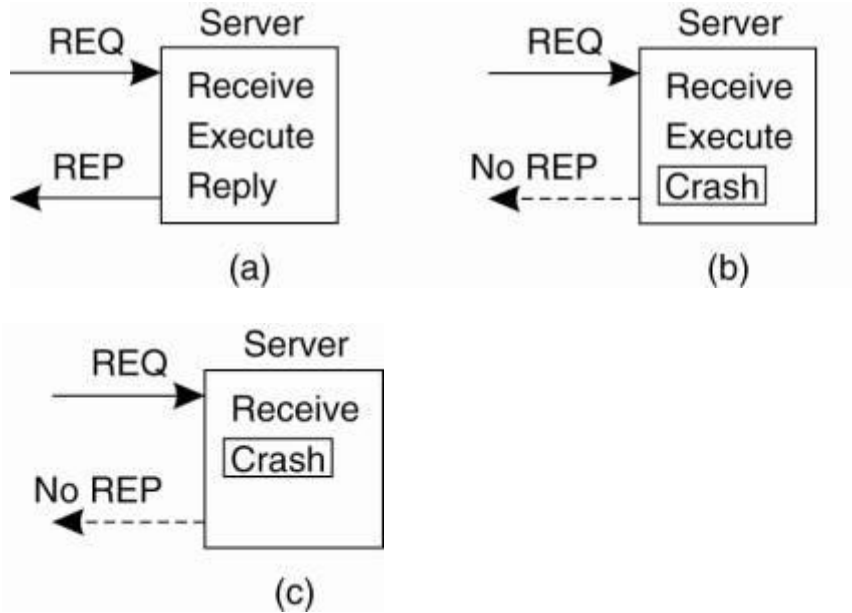 Server
REQ
Receive
Execute
REP
Reply
(a)
Server
REQ
Receive
Execute
No REP
Crash
(b)
Server
REQ
Receive
Crash
No REP
(c)